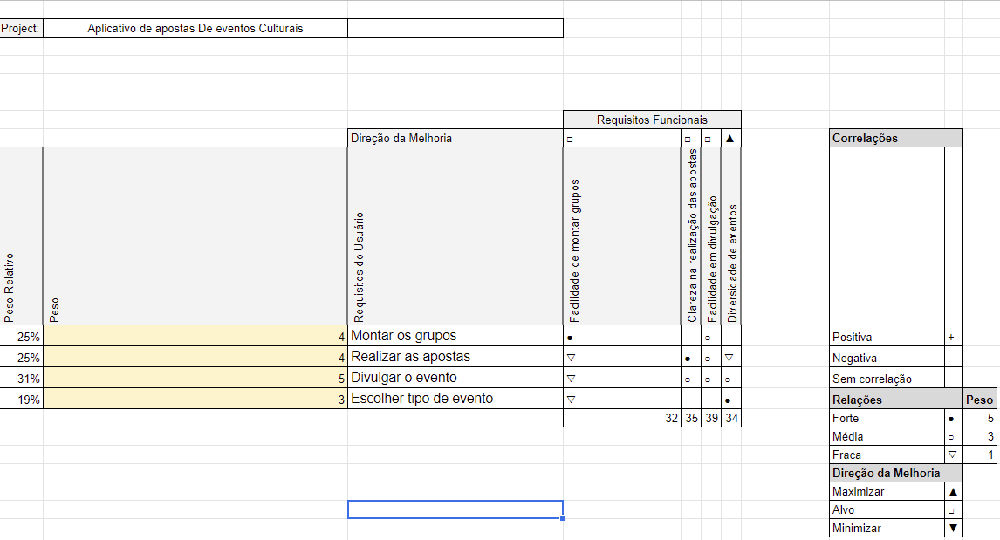 Project: Aplicativo de apostas De eventos Culturais
Requisitos Funcionais
Direção da Melhoria □ □ □ ▲
Correlações
Peso Relativo
Peso
Requisitos do Usuário
Facilidade de montar grupos
Clareza na realização das apostas
Facilidade em divulgação
Diversidade de eventos
25% 4 Montar os grupos ● ○
Positiva +
25% 4 Realizar as apostas ▽ ● ○ ▽
Negativa -
31% 5 Divulgar o evento ▽ ○ ○ ○
Sem correlação
19% 3 Escolher tipo de evento ▽ ●
Relações Peso
32 35 39 34
Forte ● 5
Média ○ 3
Fraca ▽ 1
Direção da Melhoria
Maximizar ▲
Alvo □
Minimizar ▼